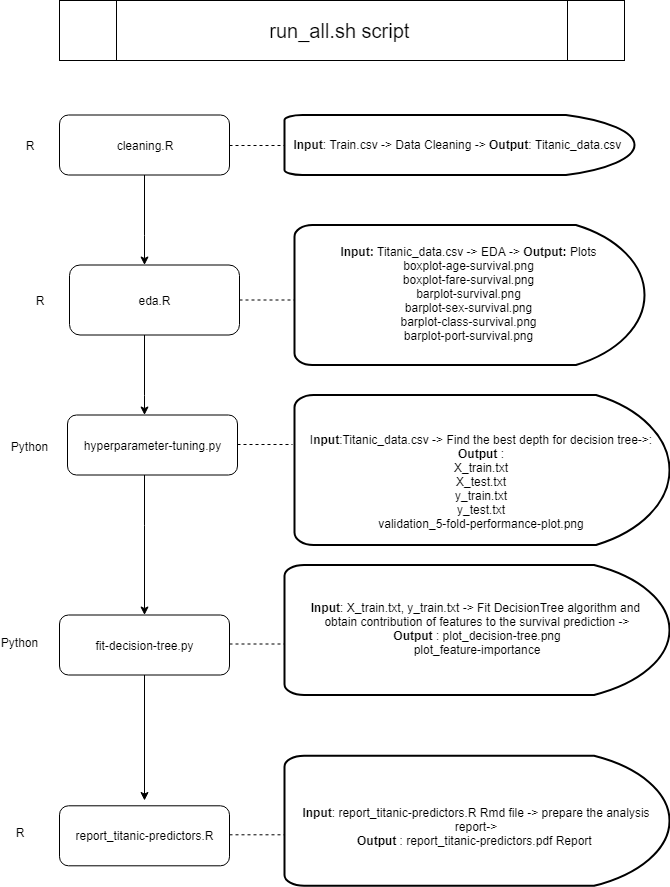 run_all.sh script
R
cleaning.R
Input: Train.csv -> Data Cleaning -> Output: Titanic_data.csv
R
eda.R
Input: Titanic_data.csv -> EDA -> Output: Plots
boxplot-age-survival.png
boxplot-fare-survival.png
barplot-survival.png
barplot-sex-survival.png
barplot-class-survival.png
barplot-port-survival.png
Python
hyperparameter-tuning.py
Input:Titanic_data.csv -> Find the best depth for decision tree->:
Output :
X_train.txt
X_test.txt
y_train.txt
y_test.txt
validation_5-fold-performance-plot.png
Python
fit-decision-tree.py
Input: X_train.txt, y_train.txt -> Fit DecisionTree algorithm and
obtain contribution of features to the survival prediction ->
Output : plot_decision-tree.png
plot_feature-importance
R
report_titanic-predictors.R
Input: report_titanic-predictors.R Rmd file -> prepare the analysis
report->
Output : report_titanic-predictors.pdf Report